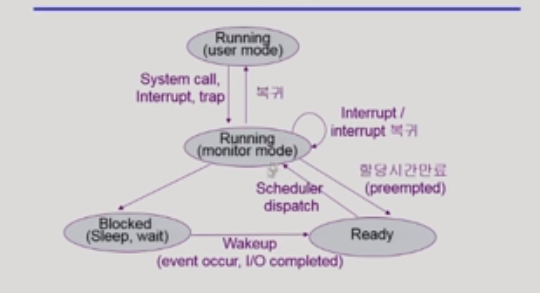 Running
(user mode)
System call,
Interrupt, trap
복귀
Interrupt /
interrupt 복귀
Running
(monitor mode)
할당시간만료
(preempted)
Scheduler
dispatch
Blocked
(Sleep, wait)
Ready
Wakeup
(event occur, I/O completed)